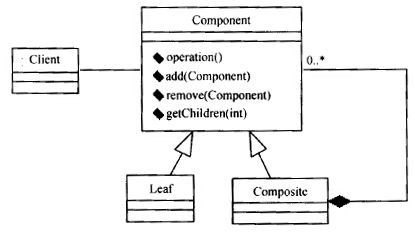 Component
Client
operation()
add(Component)
remove(Component)
getChildren(int)
0..*
Leaf
Composite